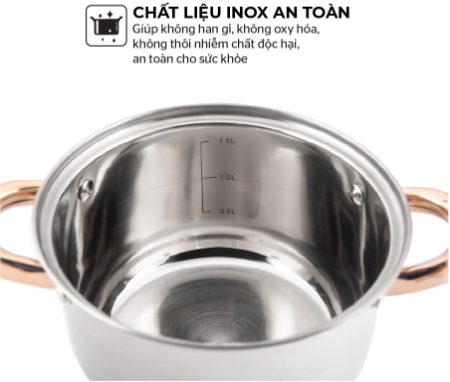 CHẤT LIỆU INOX AN TOÀN
Giúp không han gỉ, không oxy hóa,
không thôi nhiễm chất độc hại,
an toàn cho sức khỏe
1.5L
1.0L
0.5L